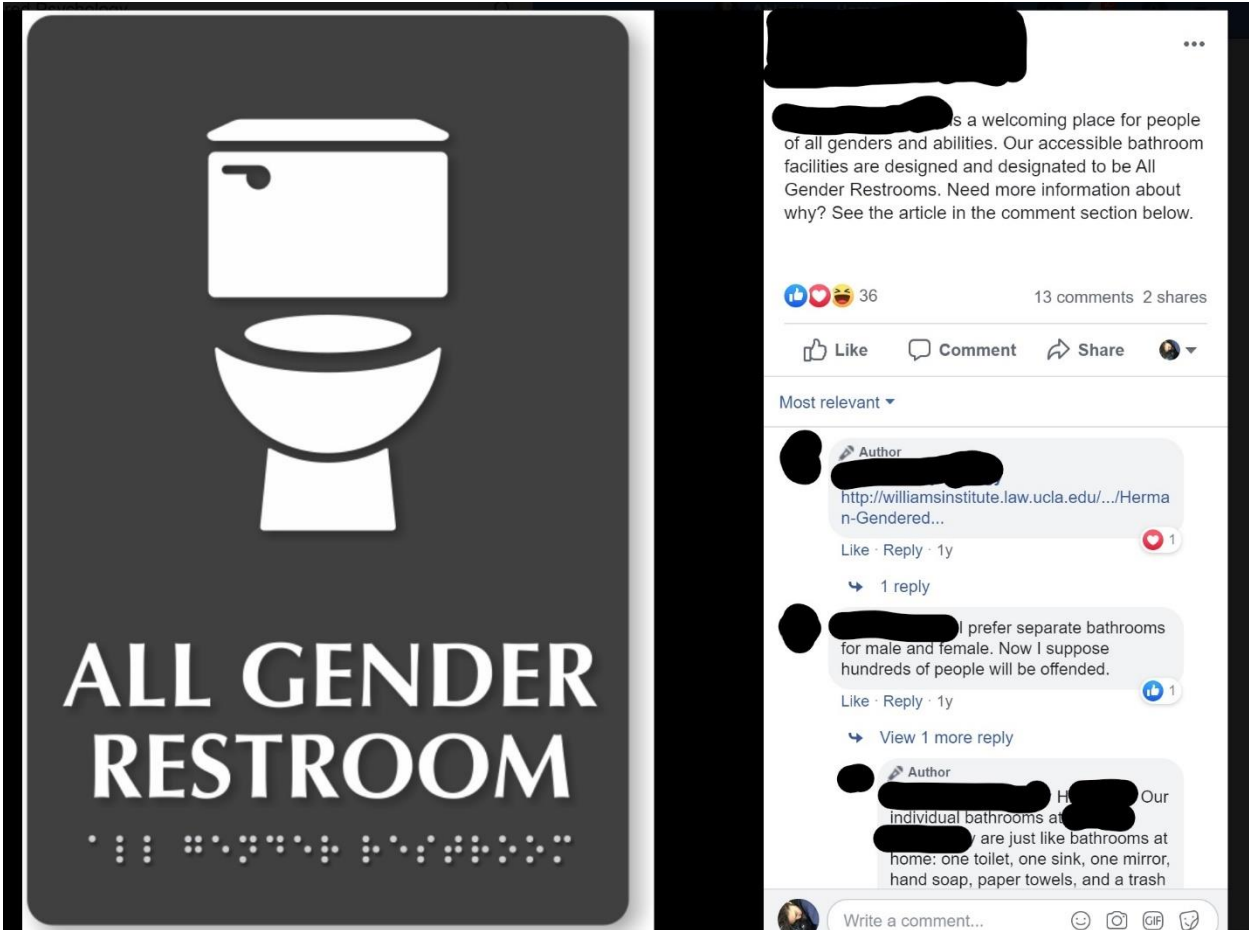 ALL GENDER
RESTROOM
s a welcoming place for people
of all genders and abilities. Our accessible bathroom
facilities are designed and designated to be All
Gender Restrooms. Need more information about
why? See the article in the comment section below.
36
13 comments 2 shares
Like Comment Share
Most relevant
Author
http://williamsinstitute.law.ucla.edu/.../Herma
n-Gendered...
1
Like · Reply · 1y
1 reply
I prefer separate bathrooms
for male and female. Now I suppose
hundreds of people will be offended.
1
Like · Reply · 1y
View 1 more reply
Author
H Our
individual bathrooms at
are just like bathrooms at
home: one toilet, one sink, one mirror,
hand soap, paper towels, and a trash
Write a comment...
GIF